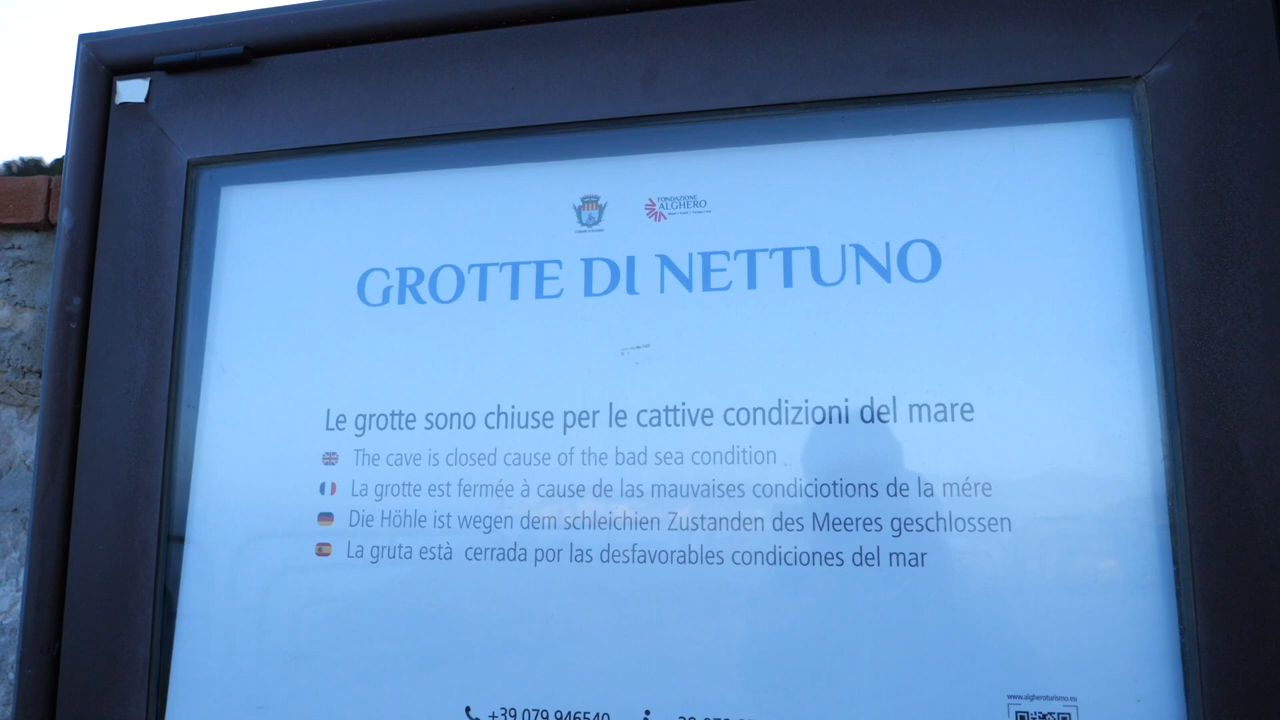 FONDAZIONE
ALGHERO
GROTTE DI NETTUNO
Le grotte sono chiuse per le cattive condizioni del mare
The cave is closed cause of the bad sea condition
La grotte est fermée à cause de las mauvaises condiciotions de la mére
Die Höhle ist wegen dem schleichien Zustanden des Meeres geschlossen
La gruta està cerrada por las desfavorables condiciones del mar
www.algheroturismo.eu
+39 079 946540